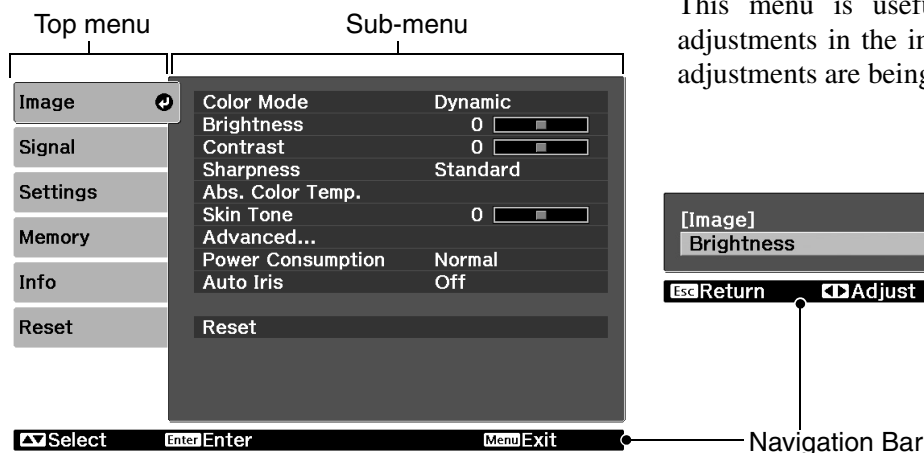 Top menu
Sub-menu
Image
Signal
Settings
Memory
Info
Reset
Color Mode Dynamic
Brightness 0
Contrast 0
Sharpness Standard
Abs. Color Temp.
Skin Tone 0
Advanced...
Power Consumption Normal
Auto Iris Off
Reset
Select Enter Enter Menu Exit
This menu is
adjustments in the
adjustments are being
[Image]
Brightness
Esc Return Adjust
Navigation Bar